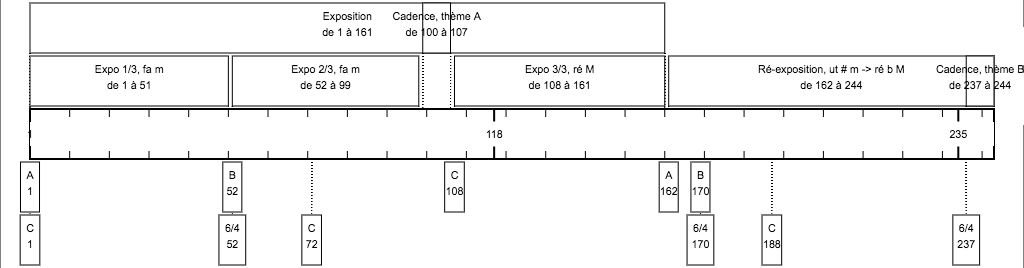 Exposition
de 1 à 161
Cadence, thème A
de 100 à 107
Expo 1/3, fa m
de 1 à 51
Expo 2/3, fa m
de 52 à 99
Expo 3/3, ré M
de 108 à 161
Ré-exposition, ut # m -> ré b M
de 162 à 244
Cadence, thème B
de 237 à 244
1 118 235
A
1
B
52
C
108
A
162
B
170
C
1
6/4
52
C
72
6/4
170
C
188
6/4
237